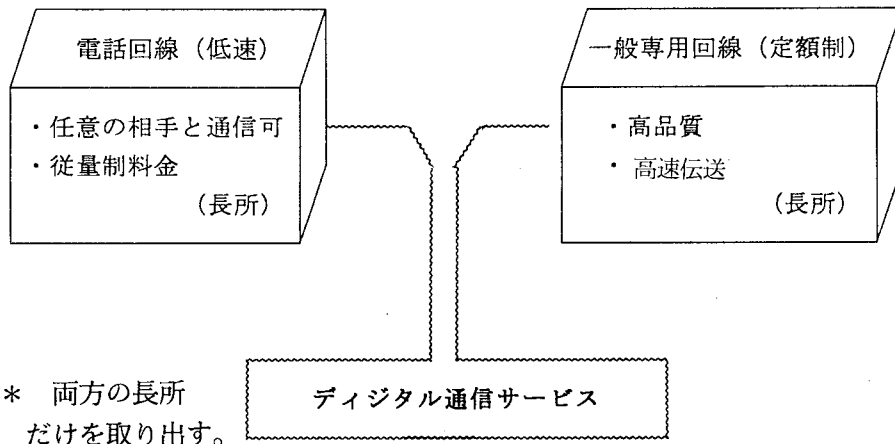 電話回線（低速）
・任意の相手と通信可
・従量制料金
（長所）
一般専用回線（定額制）
・高品質
・高速伝送
（長所）
ディジタル通信サービス
＊ 両方の長所
だけを取り出す。